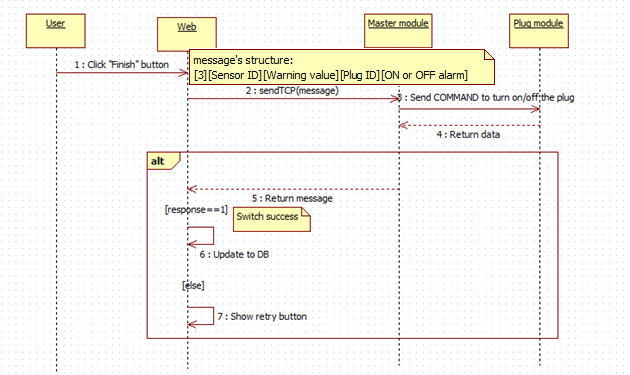 User
Web
Master module
Plug module
message's structure:
[3][Sensor ID][Warning value][Plug ID][ON or OFF alarm]
1 : Click "Finish" button
2 : sendTCP(message)
3 : Send COMMAND to turn on/off the plug
4 : Return data
alt
5 : Return message
[response==1]
Switch success
6 : Update to DB
[else]
7 : Show retry button